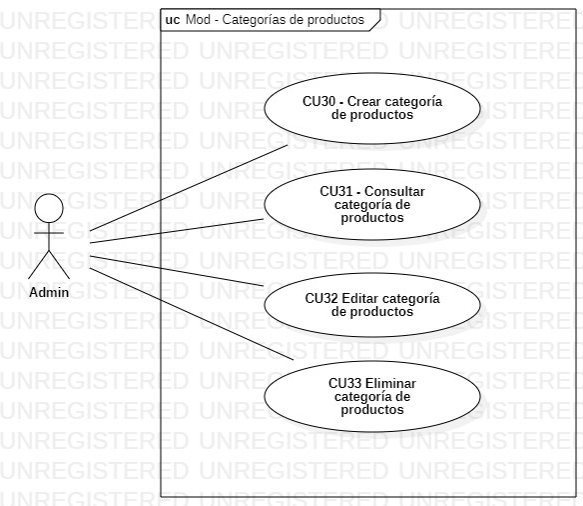 uc Mod - Categorías de productos
CU30 - Crear categoría
de productos
CU31 - Consultar
categoría de
productos
Admin
CU32 Editar categoría
de productos
CU33 Eliminar
categoría de
productos
UNREGISTERED